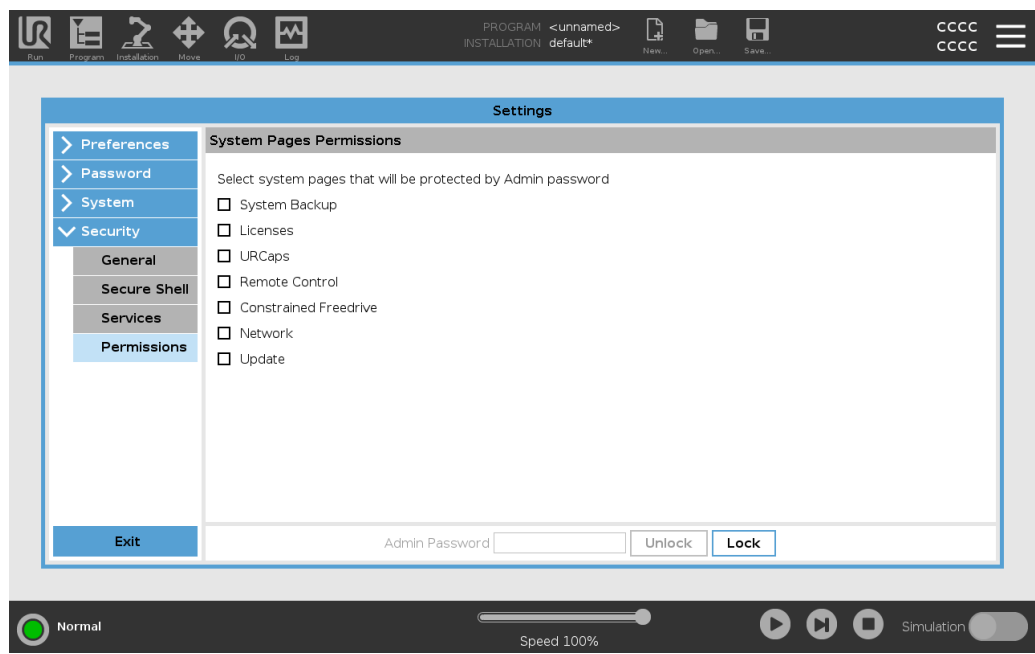 PROGRAM <unnamed>
CCCC
INSTALLATION default*
CCCC
Run Program Installation Move I/O Log New... Open... Save...
Settings
Preferences
Password
System
Security
General
Secure Shell
Services
Permissions
Exit
System Pages Permissions
Select system pages that will be protected by Admin password
System Backup
Licenses
URCaps
Remote Control
Constrained Freedrive
Network
Update
Admin Password Unlock Lock
Normal
Speed 100%
Simulation